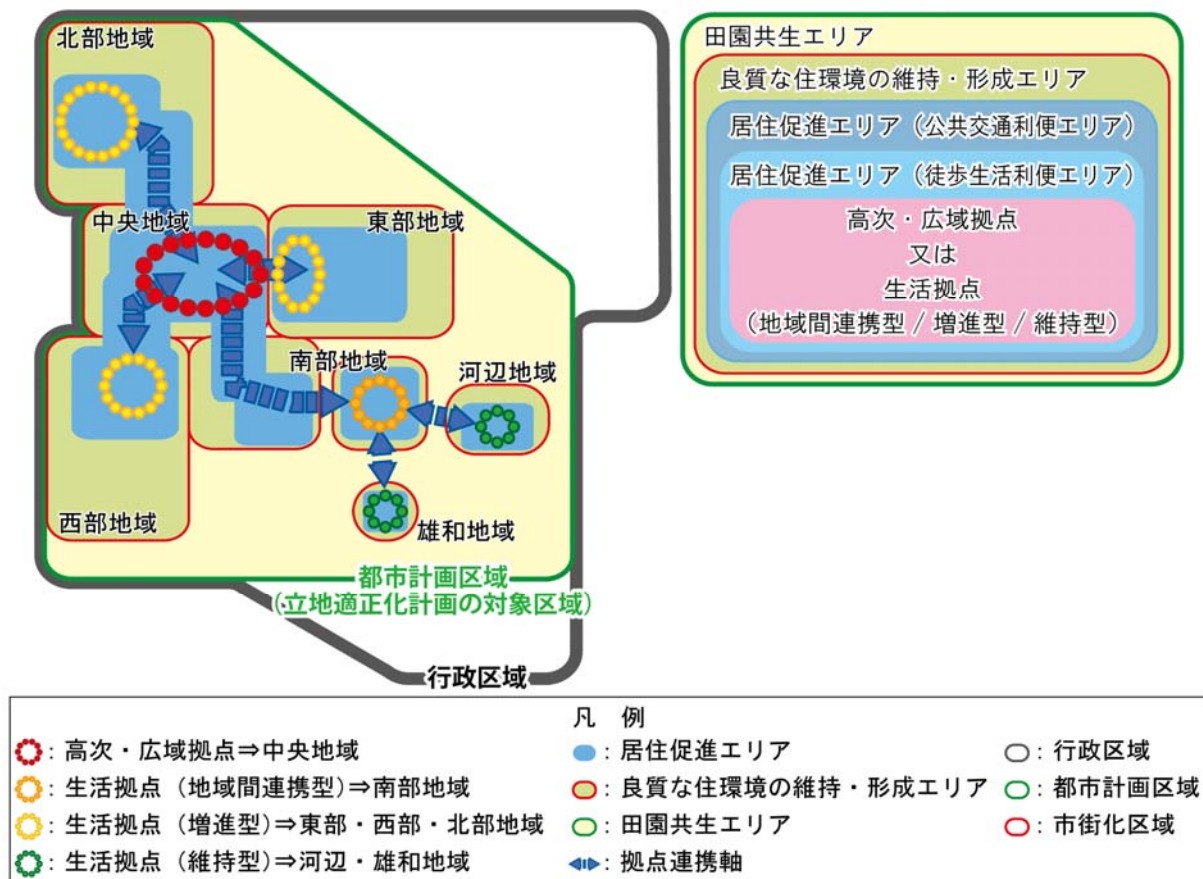 北部地域
中央地域
東部地域
南部地域
河辺地域
西部地域
雄和地域
都市計画区域
(立地適正化計画の対象区域)
行政区域
田園共生エリア
良質な住環境の維持・形成エリア
居住促進エリア（公共交通利便エリア）
居住促進エリア（徒歩生活利便エリア）
高次・広域拠点
又は
生活拠点
(地域間連携型 / 増進型 / 維持型)
凡 例
：高次・広域拠点⇒中央地域
：生活拠点（地域間連携型）⇒南部地域
：生活拠点（増進型）⇒東部・西部・北部地域
：生活拠点（維持型）⇒河辺・雄和地域
：居住促進エリア
：良質な住環境の維持・形成エリア
：田園共生エリア
：拠点連携軸
：行政区域
：都市計画区域
：市街化区域